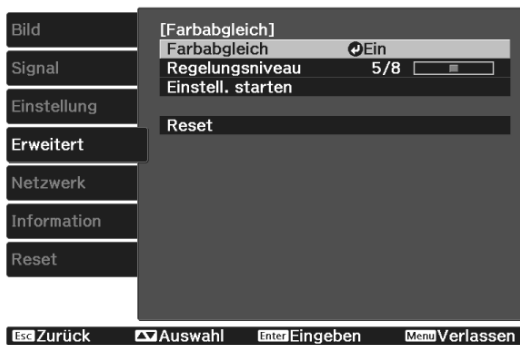 Bild
Signal
Einstellung
Erweitert
Netzwerk
Information
Reset
[Farbabgleich]
Farbabgleich Ein
Regelungsniveau 5/8
Einstell. starten
Reset
Esc Zurück Auswahl Enter Eingeben Menu Verlassen